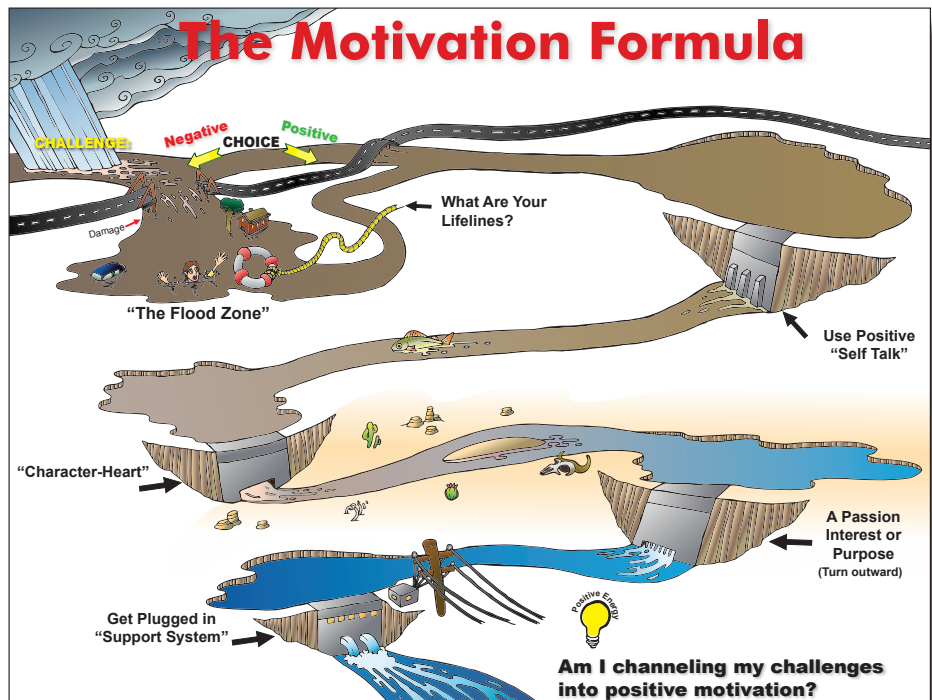 The Motivation Formula
CHALLENGE:
Negative
CHOICE
Positive
What Are Your
Lifelines?
Damage
“The Flood Zone”
Use Positive
“Self Talk”
“Character-Heart”
A Passion
Interest or
Purpose
(Turn outward)
Positive Energy
Get Plugged in
“Support System”
Am I channeling my challenges
into positive motivation?